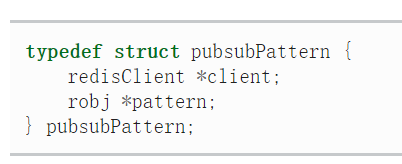 typedef struct pubsubPattern {
    redisClient *client;
    robj *pattern;
} pubsubPattern;